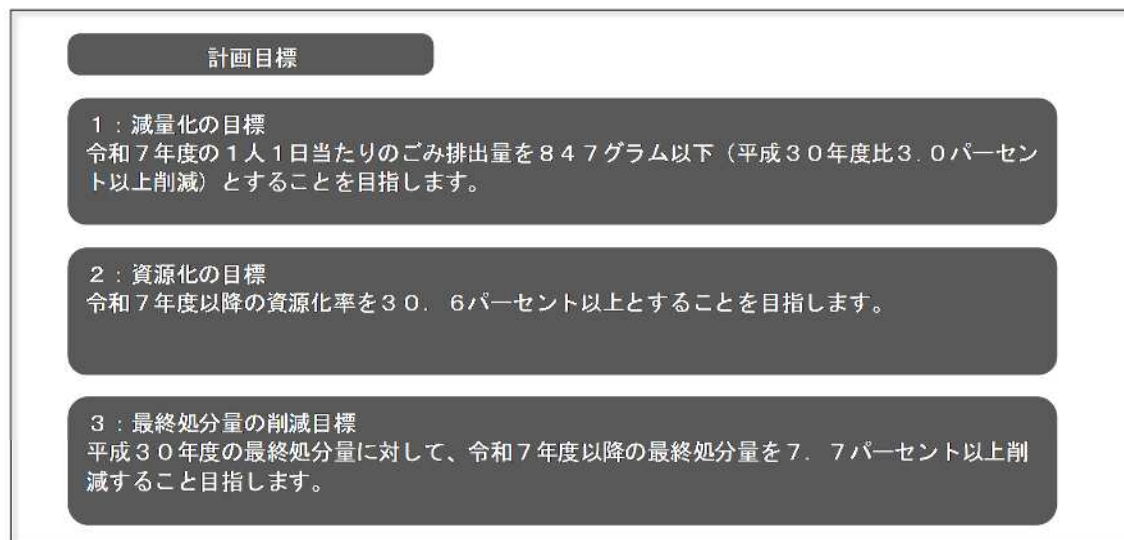 計画目標
1:減量化の目標
令和7年度の1人1日当たりのごみ排出量を847グラム以下(平成30年度比3.0パーセン
ト以上削減)とすることを目指します。
2:資源化の目標
令和7年度以降の資源化率を30.6パーセント以上とすることを目指します。
3:最終処分量の削減目標
平成30年度の最終処分量に対して、令和7年度以降の最終処分量を7.7パーセント以上削
減すること目指します。